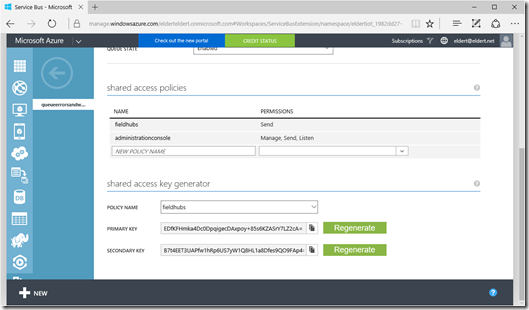 Service Bus - Microsoft Az
manage.windowsazure.com/eldert#eldert.onmicrosoft.com#Workspaces/ServiceBusExtension/namespace/eldertiot_1982dd27-
Microsoft Azure
Check out the new portal
CREDIT STATUS
Subscriptions
eldert@eldert.net
QUEUE STATE
Enabled
shared access policies
queueerrorsandw...
NAME PERMISSIONS
fieldhubs Send
administrationconsole Manage, Send, Listen
NEW POLICY NAME
shared access key generator
POLICY NAME fieldhubs
PRIMARY KEY
Regenerate
SECONDARY KEY
Regenerate
NEW